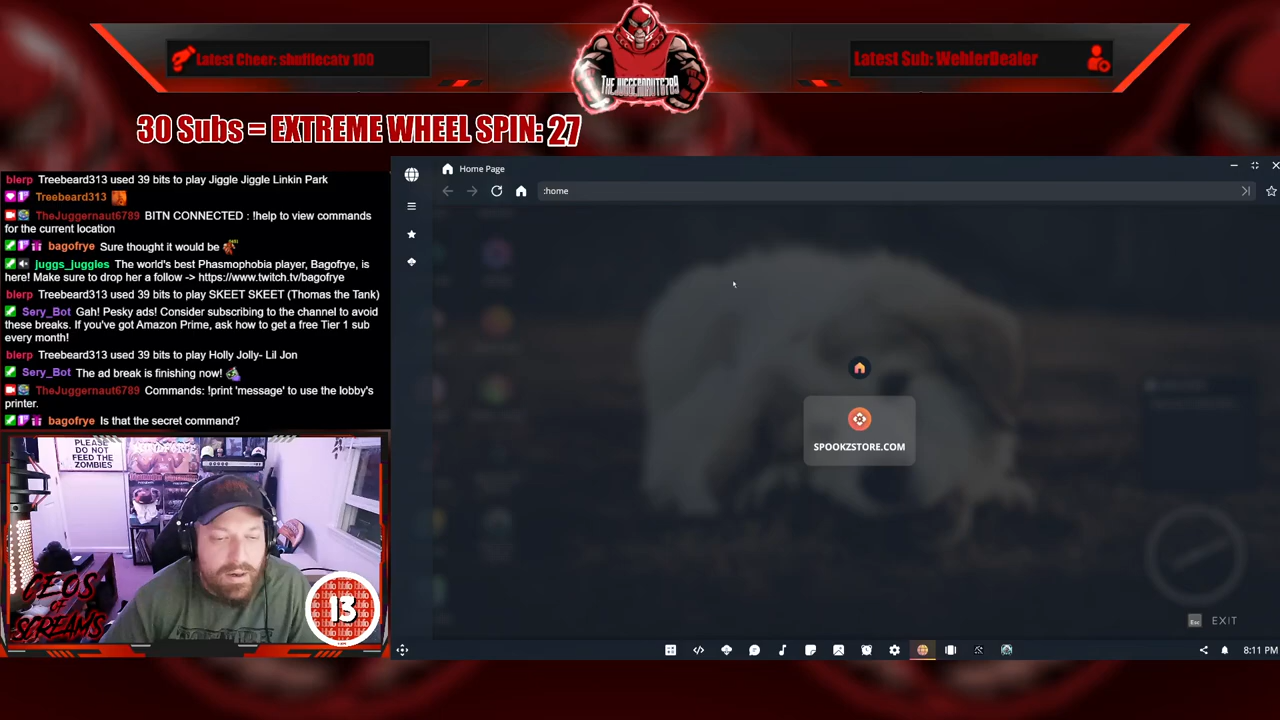 Latest Cheer: shufflecatv 100
THEJUGGERNAUT6789
Latest Sub: WehlerDealer
30 Subs = EXTREME WHEEL SPIN: 27
blerp Treebeard313 used 39 bits to play Jiggle Jiggle Linkin Park
Treebeard313
TheJuggernaut6789 BITN CONNECTED : !help to view commands
for the current location
bagofrye Sure thought it would be
juggs_juggles The world's best Phasmophobia player, Bagofrye, is
here! Make sure to drop her a follow -> https://www.twitch.tv/bagofrye
blerp Treebeard313 used 39 bits to play SKEET SKEET (Thomas the Tank)
Sery_Bot Gah! Pesky ads! Consider subscribing to the channel to avoid
these breaks. If you've got Amazon Prime, ask how to get a free Tier 1 sub
every month!
blerp Treebeard313 used 39 bits to play Holly Jolly- Lil Jon
Sery_Bot The ad break is finishing now!
TheJuggernaut6789 Commands: !print 'message' to use the lobby's
printer.
bagofrye Is that the secret command?
Home Page
:home
SPOOKZSTORE.COM
Esc EXIT
8:11 PM
PLEASE
DO NOT
FEED THE
ZOMBIES
CEOS
OF
SCREAMS
13